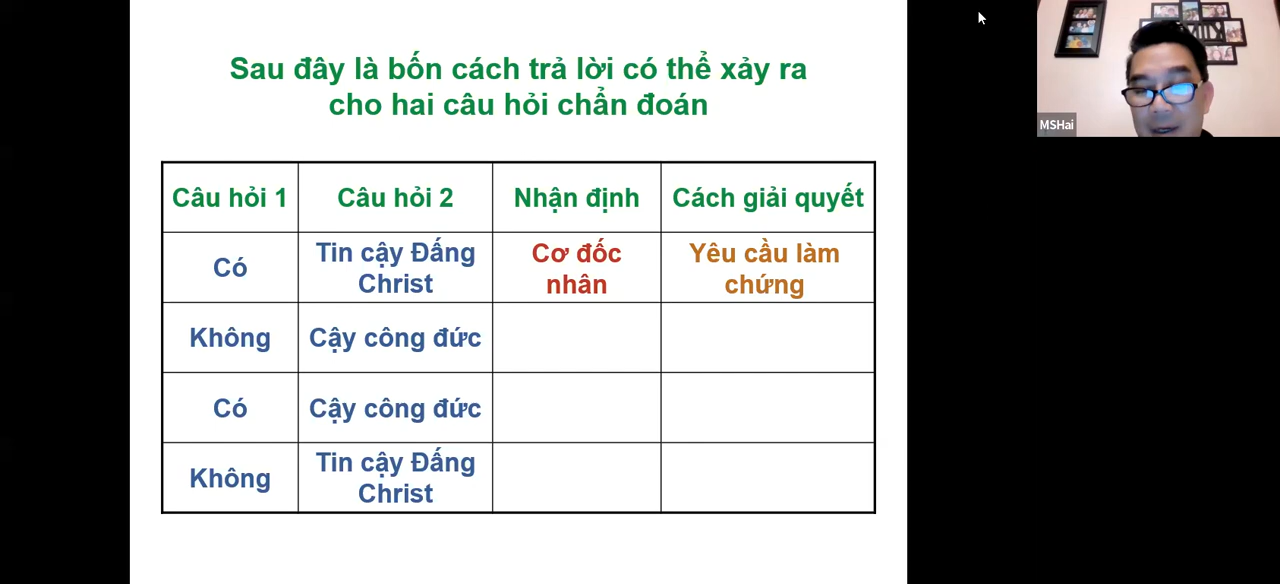 Sau đây là bốn cách trả lời có thể xảy ra
cho hai câu hỏi chẩn đoán
MSHai
Câu hỏi 1 Câu hỏi 2 Nhận định Cách giải quyết
Có Tin cậy Đấng Christ Cơ đốc nhân Yêu cầu làm chứng
Không Cậy công đức
Có Cậy công đức
Không Tin cậy Đấng Christ